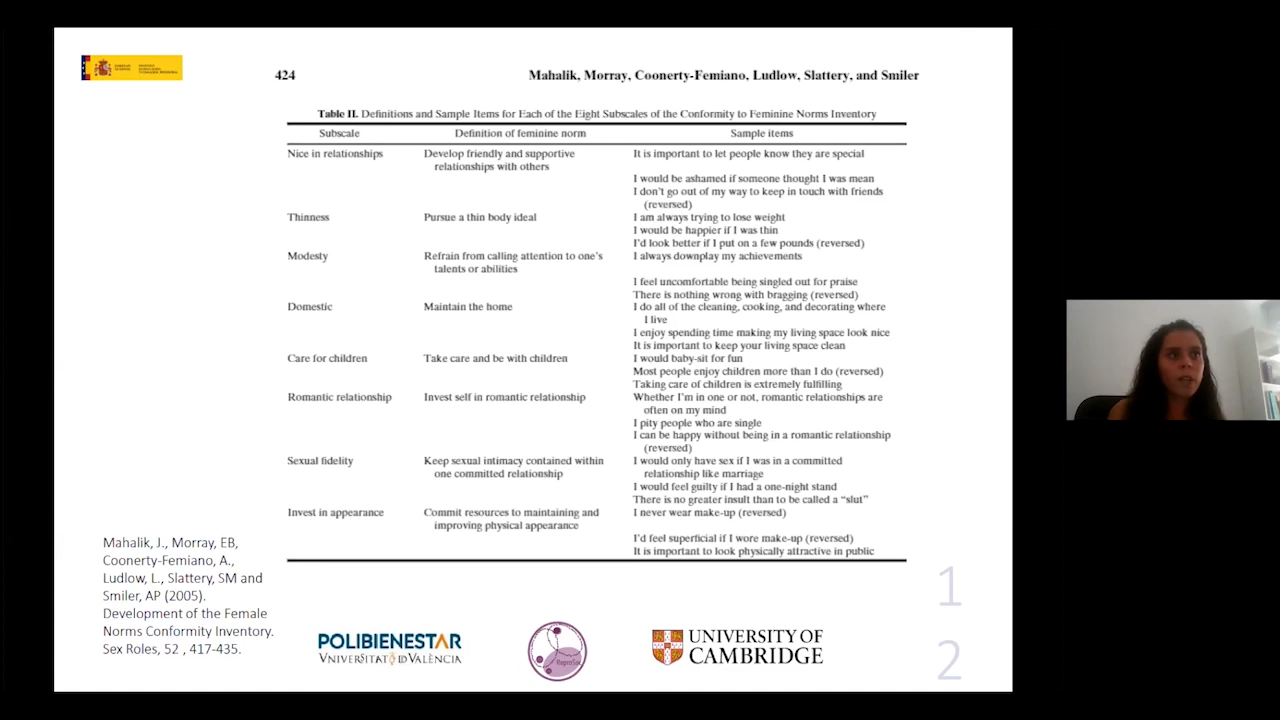 424 Mahalik, Morray, Coonerty-Femiano, Ludlow, Slattery, and Smiler
Table II. Definitions and Sample Items for Each of the Eight Subscales of the Conformity to Feminine Norms Inventory
Subscale Definition of feminine norm Sample items
Nice in relationships Develop friendly and supportive It is important to let people know they are special
relationships with others
I would be ashamed if someone thought I was mean
I don't go out of my way to keep in touch with friends
(reversed)
Thinness Pursue a thin body ideal I am always trying to lose weight
I would be happier if I was thin
I'd look better if I put on a few pounds (reversed)
Modesty Refrain from calling attention to one's I always downplay my achievements
talents or abilities
I feel uncomfortable being singled out for praise
There is nothing wrong with bragging (reversed)
Domestic Maintain the home I do all of the cleaning, cooking, and decorating where
I live
I enjoy spending time making my living space look nice
It is important to keep your living space clean
Care for children Take care and be with children I would baby-sit for fun
Most people enjoy children more than I do (reversed)
Taking care of children is extremely fulfilling
Romantic relationship Invest self in romantic relationship Whether I'm in one or not, romantic relationships are
often on my mind
I pity people who are single
I can be happy without being in a romantic relationship
(reversed)
Sexual fidelity Keep sexual intimacy contained within I would only have sex if I was in a committed
one committed relationship relationship like marriage
I would feel guilty if I had a one-night stand
There is no greater insult than to be called a "slut"
Invest in appearance Commit resources to maintaining and I never wear make-up (reversed)
improving physical appearance
I'd feel superficial if I wore make-up (reversed)
It is important to look physically attractive in public
Mahalik, J., Morray, EB,
Coonerty-Femiano, A.,
Ludlow, L., Slattery, SM and
Smiler, AP (2005).
Development of the Female
Norms Conformity Inventory.
Sex Roles, 52 , 417-435.
POLIBIENESTAR
VNIVERSITAT ID VALÈNCIA
ReproSoc
UNIVERSITY OF
CAMBRIDGE
1
2